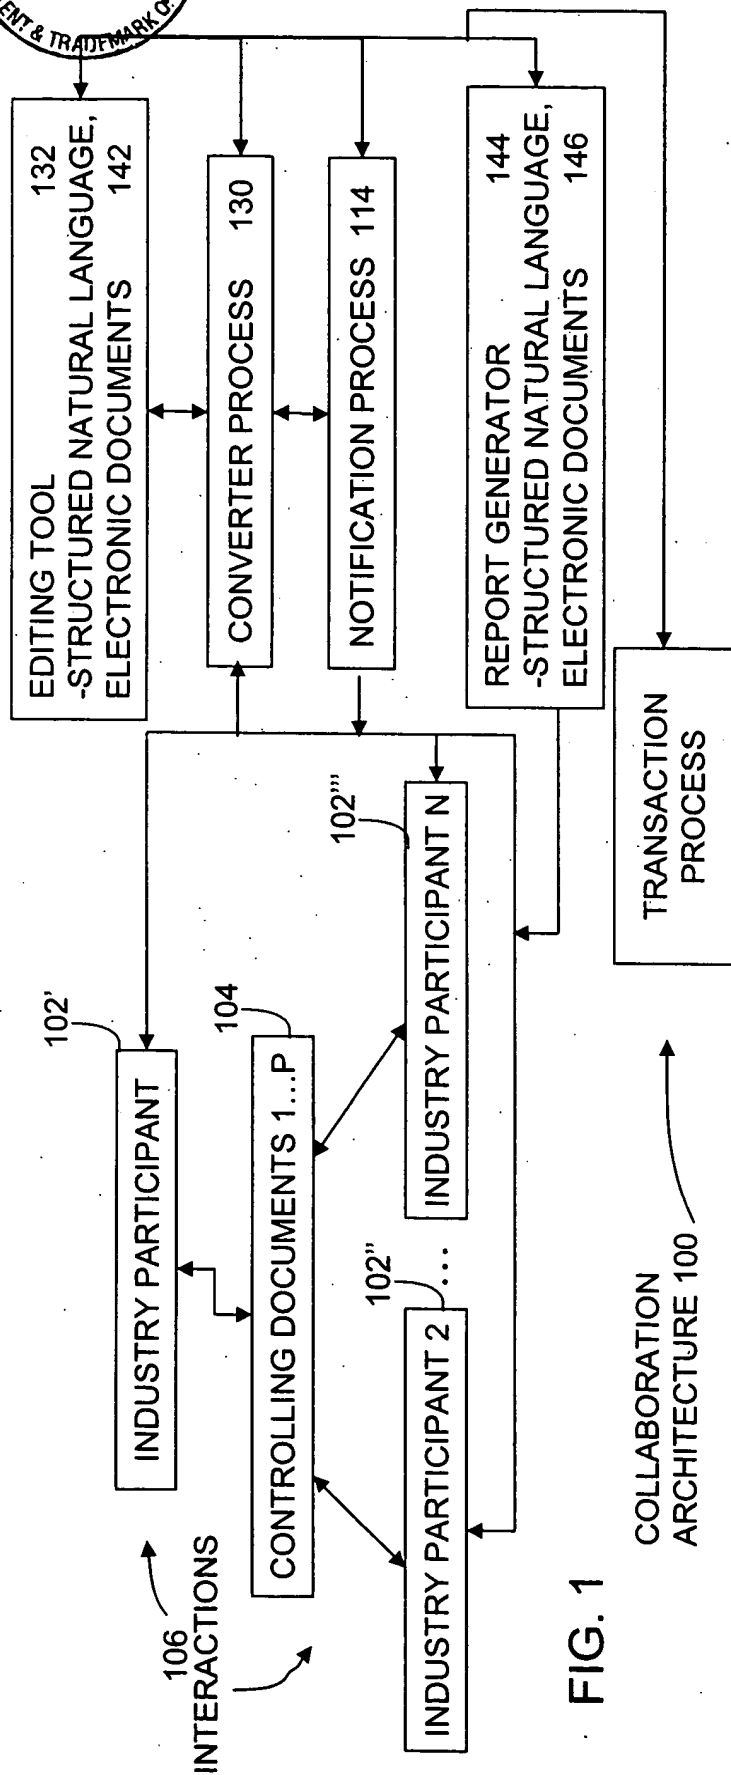 ENT & TRADEMARK O
102'
INDUSTRY PARTICIPANT
EDITING TOOL 132
-STRUCTURED NATURAL LANGUAGE,
ELECTRONIC DOCUMENTS 142
106
INTERACTIONS
104
CONTROLLING DOCUMENTS 1...P
CONVERTER PROCESS 130
102"
INDUSTRY PARTICIPANT 2
...
102'''
INDUSTRY PARTICIPANT N
NOTIFICATION PROCESS 114
REPORT GENERATOR 144
-STRUCTURED NATURAL LANGUAGE,
ELECTRONIC DOCUMENTS 146
FIG. 1
COLLABORATION
ARCHITECTURE 100
TRANSACTION
PROCESS